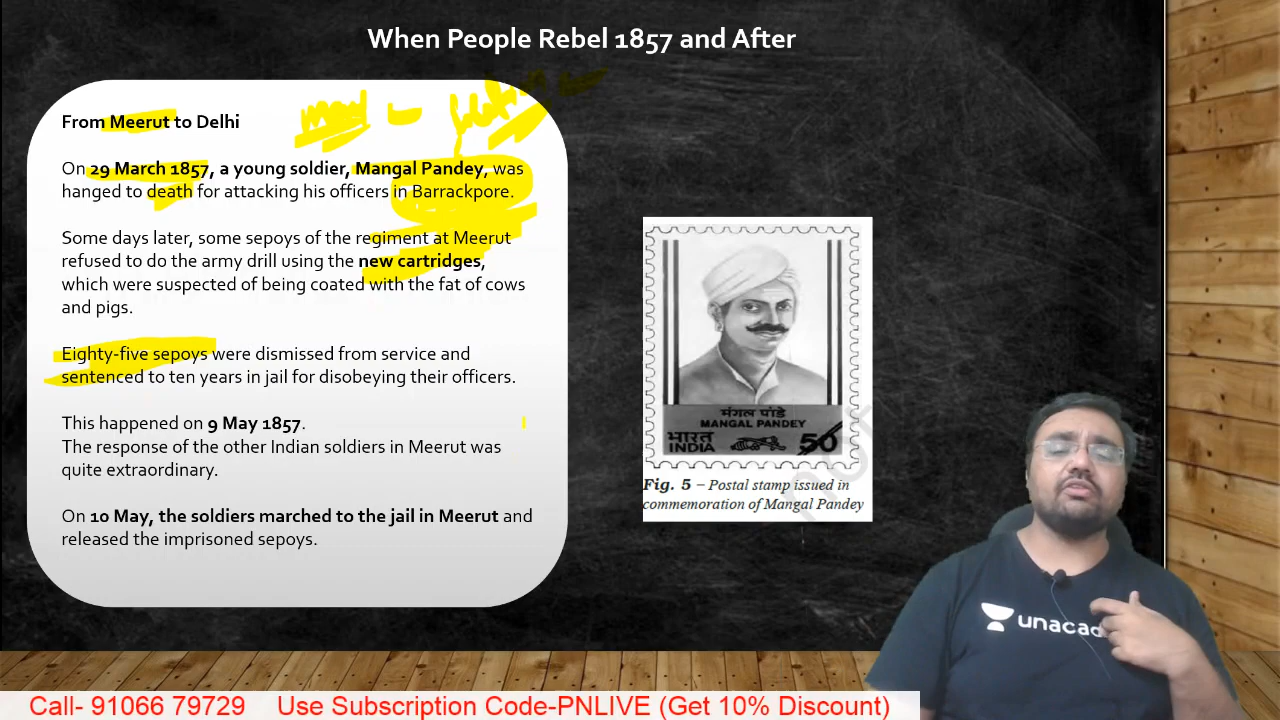 When People Rebel 1857 and After
From Meerut to Delhi
On 29 March 1857, a young soldier, Mangal Pandey, was
hanged to death for attacking his officers in Barrackpore.
Some days later, some sepoys of the regiment at Meerut
refused to do the army drill using the new cartridges,
which were suspected of being coated with the fat of cows
and pigs.
Eighty-five sepoys were dismissed from service and
sentenced to ten years in jail for disobeying their officers.
This happened on 9 May 1857.
The response of the other Indian soldiers in Meerut was
quite extraordinary.
On 10 May, the soldiers marched to the jail in Meerut and
released the imprisoned sepoys.
मंगल पांडे
MANGAL PANDEY
भारत
INDIA
50
Fig. 5 – Postal stamp issued in
commemoration of Mangal Pandey
unacad
Call- 91066 79729 Use Subscription Code-PNLIVE (Get 10% Discount)